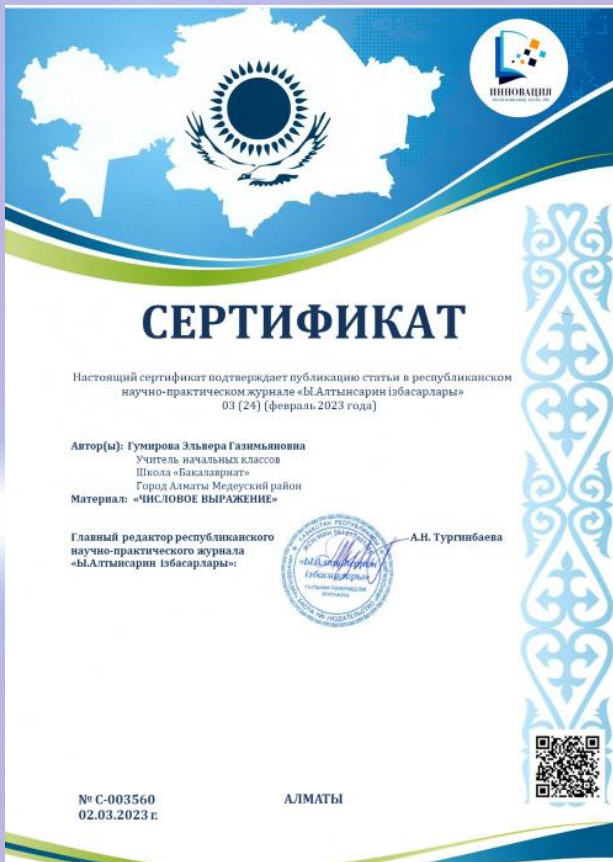 ИННОВАЦИЯ
СЕРТИФИКАТ
Настоящий сертификат подтверждает публикацию статьи в республиканском
научно-практическом журнале «Ы.Алтынсарин ізбасарлары»
03 (24) (февраль 2023 года)
Автор(ы): Гумирова Эльвера Газимьяновна
Учитель начальных классов
Школа «Бакалавриат»
Город Алматы Медеуский район
Материал: «ЧИСЛОВОЕ ВЫРАЖЕНИЕ»
Главный редактор республиканского
научно-практического журнала
«Ы.Алтынсарин ізбасарлары»:
А.Н. Тургинбаева
«Ы.Алтынсарин
ізбасарлары»
№ С-003560
02.03.2023 г.
АЛМАТЫ